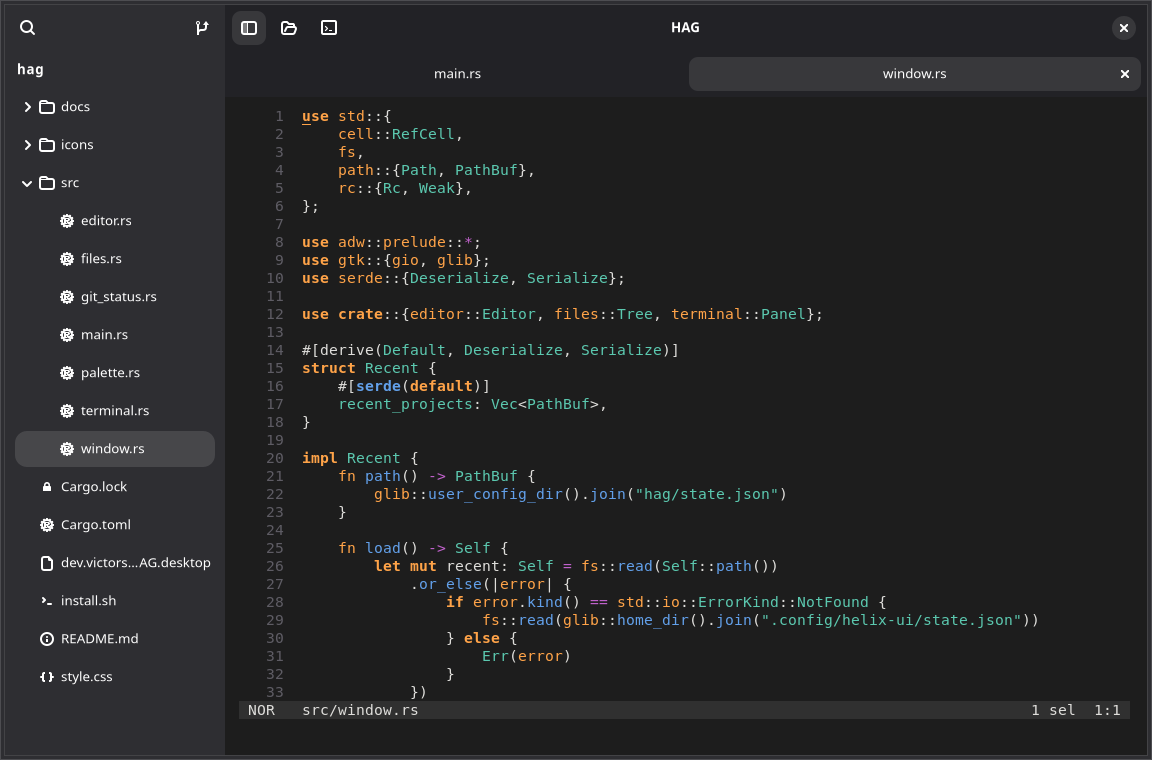 HAG
hag
docs
icons
src
editor.rs
files.rs
git_status.rs
main.rs
palette.rs
terminal.rs
window.rs
Cargo.lock
Cargo.toml
dev.victors...AG.desktop
install.sh
README.md
style.css
main.rs
window.rs
1 use std::{
2     cell::RefCell,
3     fs,
4     path::{Path, PathBuf},
5     rc::{Rc, Weak},
6 };
7
8 use adw::prelude::*;
9 use gtk::{gio, glib};
10 use serde::{Deserialize, Serialize};
11
12 use crate::{editor::Editor, files::Tree, terminal::Panel};
13
14 #[derive(Default, Deserialize, Serialize)]
15 struct Recent {
16     #[serde(default)]
17     recent_projects: Vec<PathBuf>,
18 }
19
20 impl Recent {
21     fn path() -> PathBuf {
22         glib::user_config_dir().join("hag/state.json")
23     }
24
25     fn load() -> Self {
26         let mut recent: Self = fs::read(Self::path())
27             .or_else(|error| {
28                 if error.kind() == std::io::ErrorKind::NotFound {
29                     fs::read(glib::home_dir().join(".config/helix-ui/state.json"))
30                 } else {
31                     Err(error)
32                 }
33             })
NOR src/window.rs 1 sel 1:1